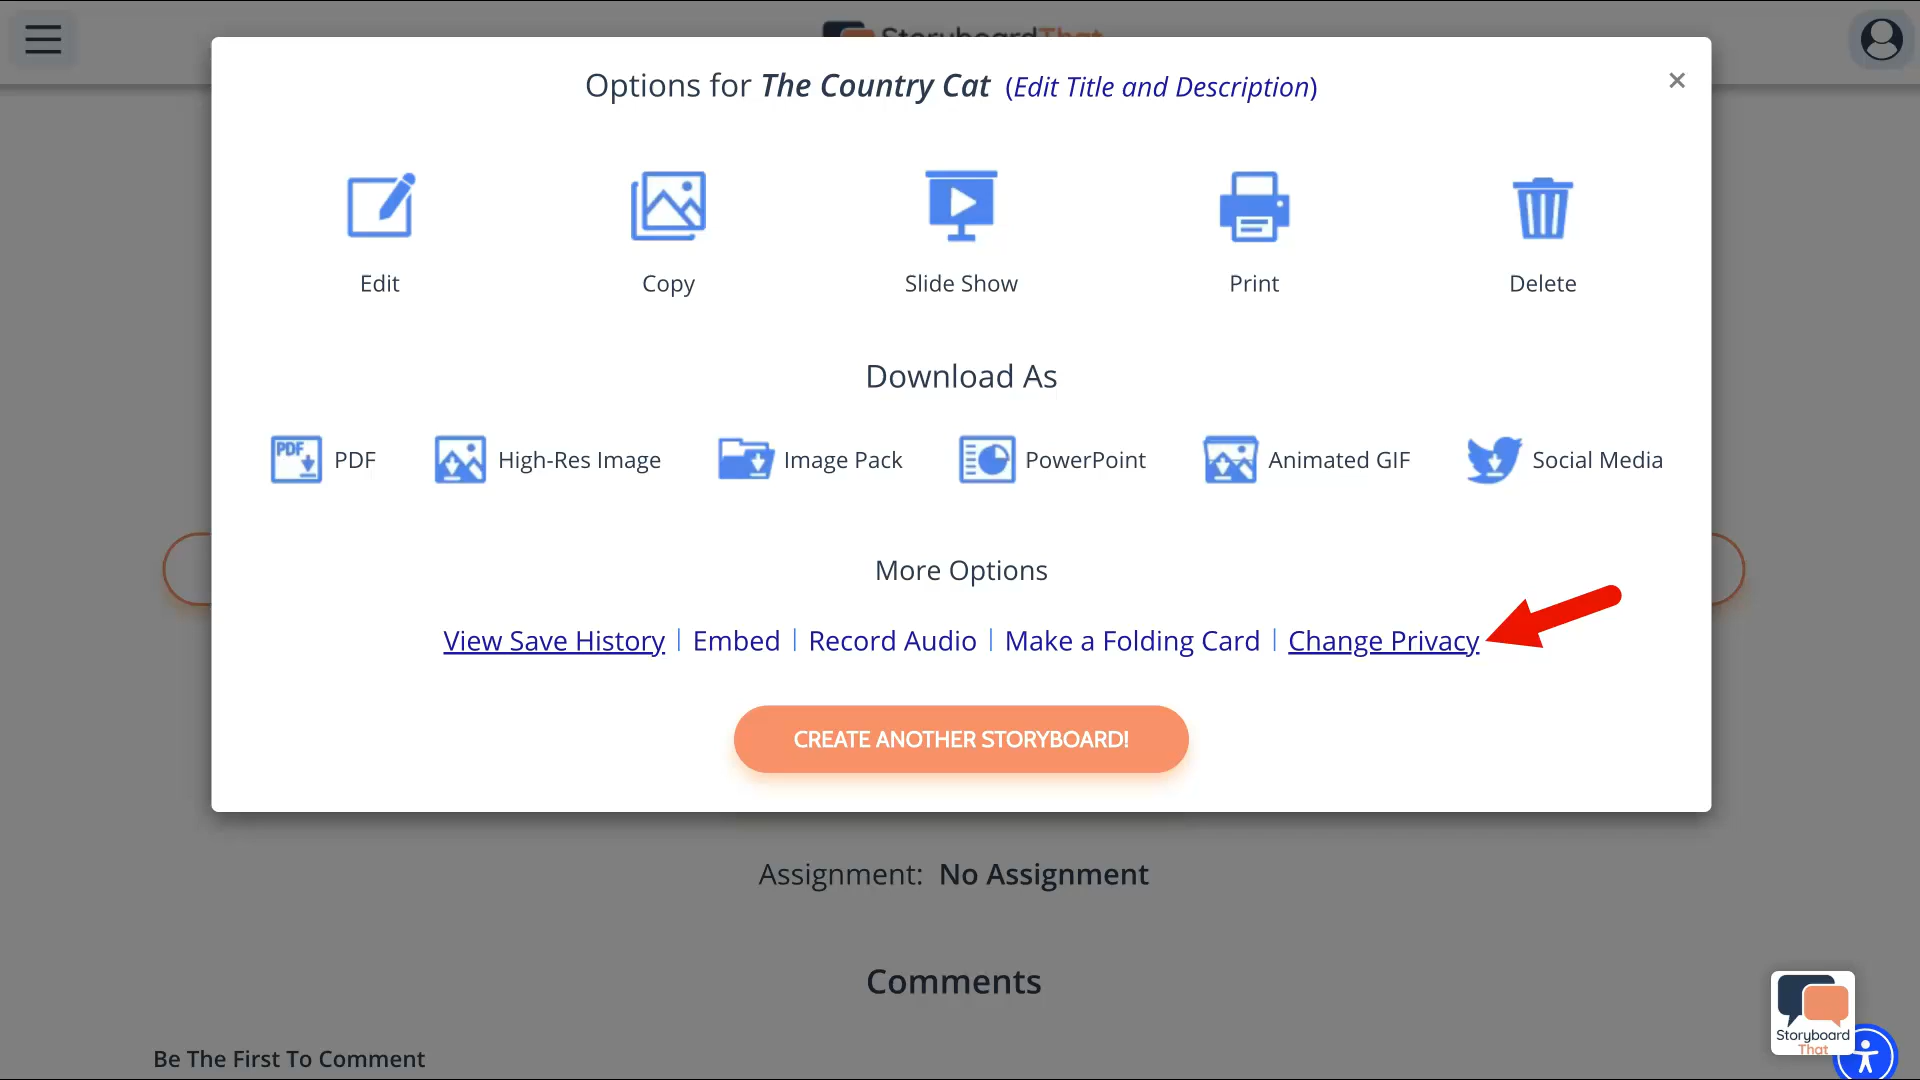 StoryboardThat
Options for The Country Cat (Edit Title and Description)
×
Edit
Copy
Slide Show
Print
Delete
Download As
PDF
PDF
High-Res Image
Image Pack
PowerPoint
Animated GIF
Social Media
More Options
View Save History | Embed | Record Audio | Make a Folding Card | Change Privacy
CREATE ANOTHER STORYBOARD!
Assignment: No Assignment
Comments
Storyboard
That
Be The First To Comment